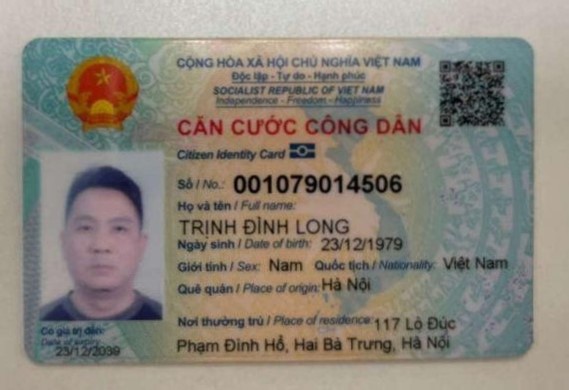 CỘNG HÒA XÃ HỘI CHỦ NGHĨA VIỆT NAM
Độc lập - Tự do - Hạnh phúc
SOCIALIST REPUBLIC OF VIET NAM
Independence - Freedom - Happiness
CĂN CƯỚC CÔNG DÂN
Citizen Identity Card
Số / No.: 001079014506
Họ và tên / Full name:
TRỊNH ĐÌNH LONG
Ngày sinh / Date of birth: 23/12/1979
Giới tính / Sex: Nam Quốc tịch / Nationality: Việt Nam
Quê quán / Place of origin: Hà Nội
Nơi thường trú / Place of residence: 117 Lò Đúc
Phạm Đình Hổ, Hai Bà Trưng, Hà Nội
Có giá trị đến:
Date of expiry
23/12/2039